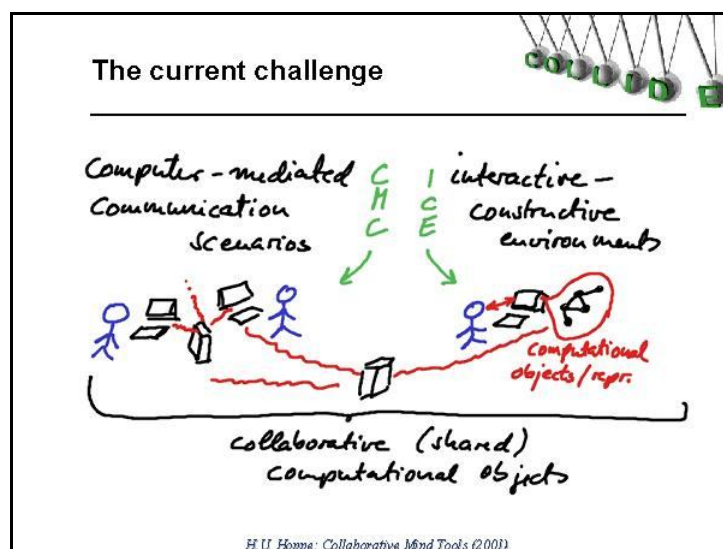 COLLIDE
The current challenge
Computer-mediated
Communication
scenarios
CMC
ICE
interactive-
constructive
environments
computational
objects/repr.
collaborative (shared)
computational objects
H.U. Hoppe: Collaborative Mind Tools (2001)